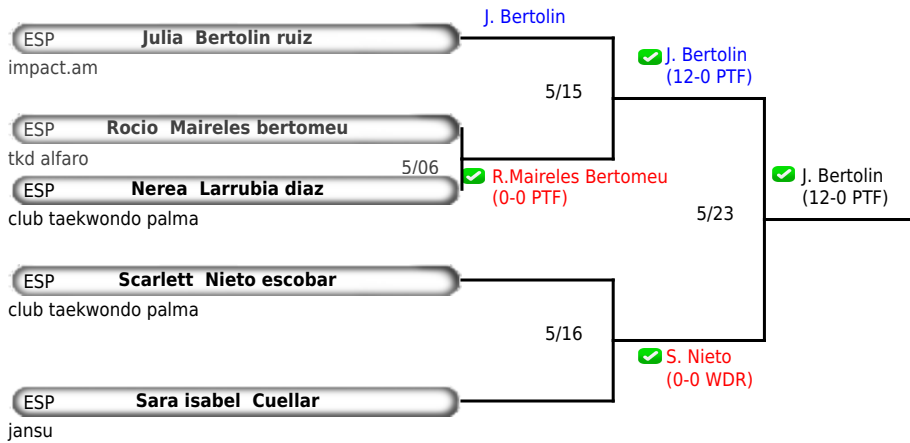 J. Bertolin
ESP Julia Bertolin ruiz
impact.am
J. Bertolin
(12-0 PTF)
5/15
ESP Rocio Maireles bertomeu
tkd alfaro
5/06
R.Maireles Bertomeu
(0-0 PTF)
ESP Nerea Larrubia diaz
club taekwondo palma
J. Bertolin
(12-0 PTF)
5/23
ESP Scarlett Nieto escobar
club taekwondo palma
5/16
S. Nieto
(0-0 WDR)
ESP Sara isabel Cuellar
jansu